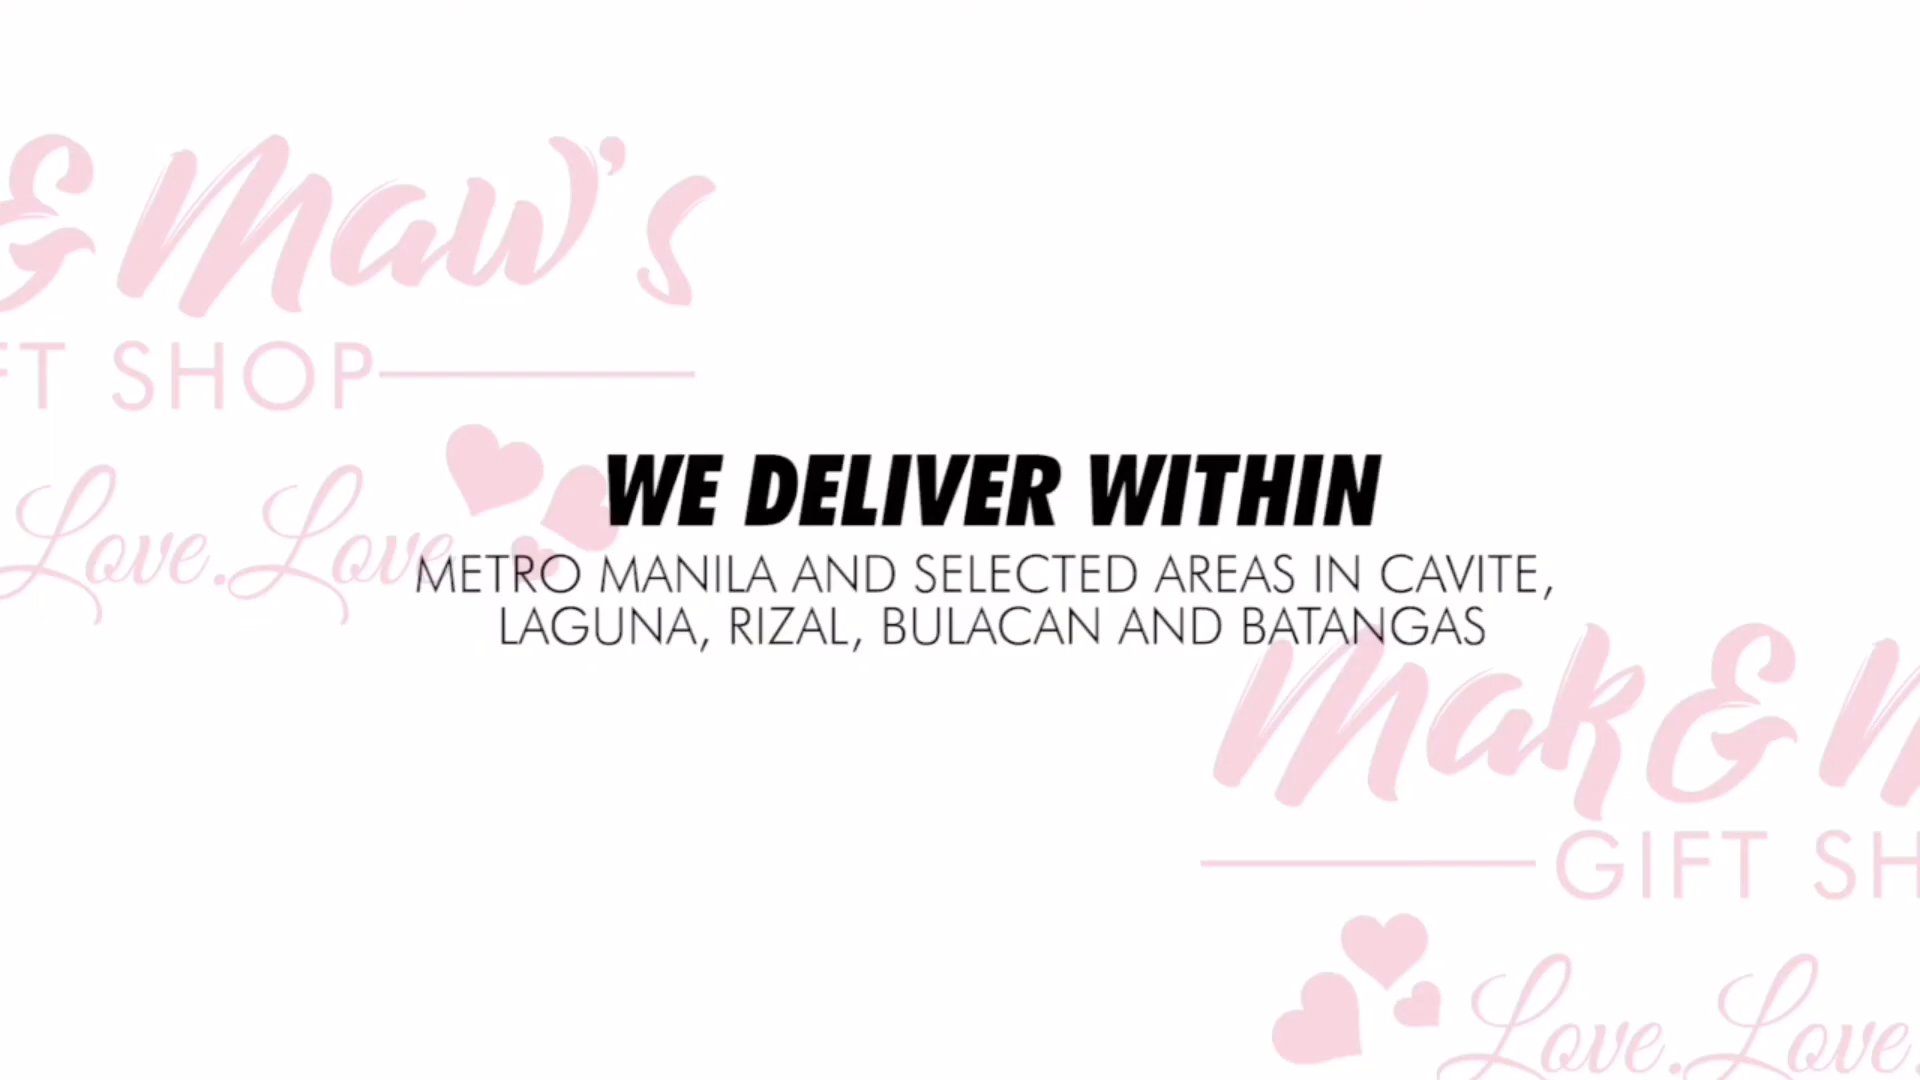 & Maw's
FT SHOP
Love.Love
WE DELIVER WITHIN
METRO MANILA AND SELECTED AREAS IN CAVITE,
LAGUNA, RIZAL, BULACAN AND BATANGAS
Mak & M
GIFT SH
Love.Love.